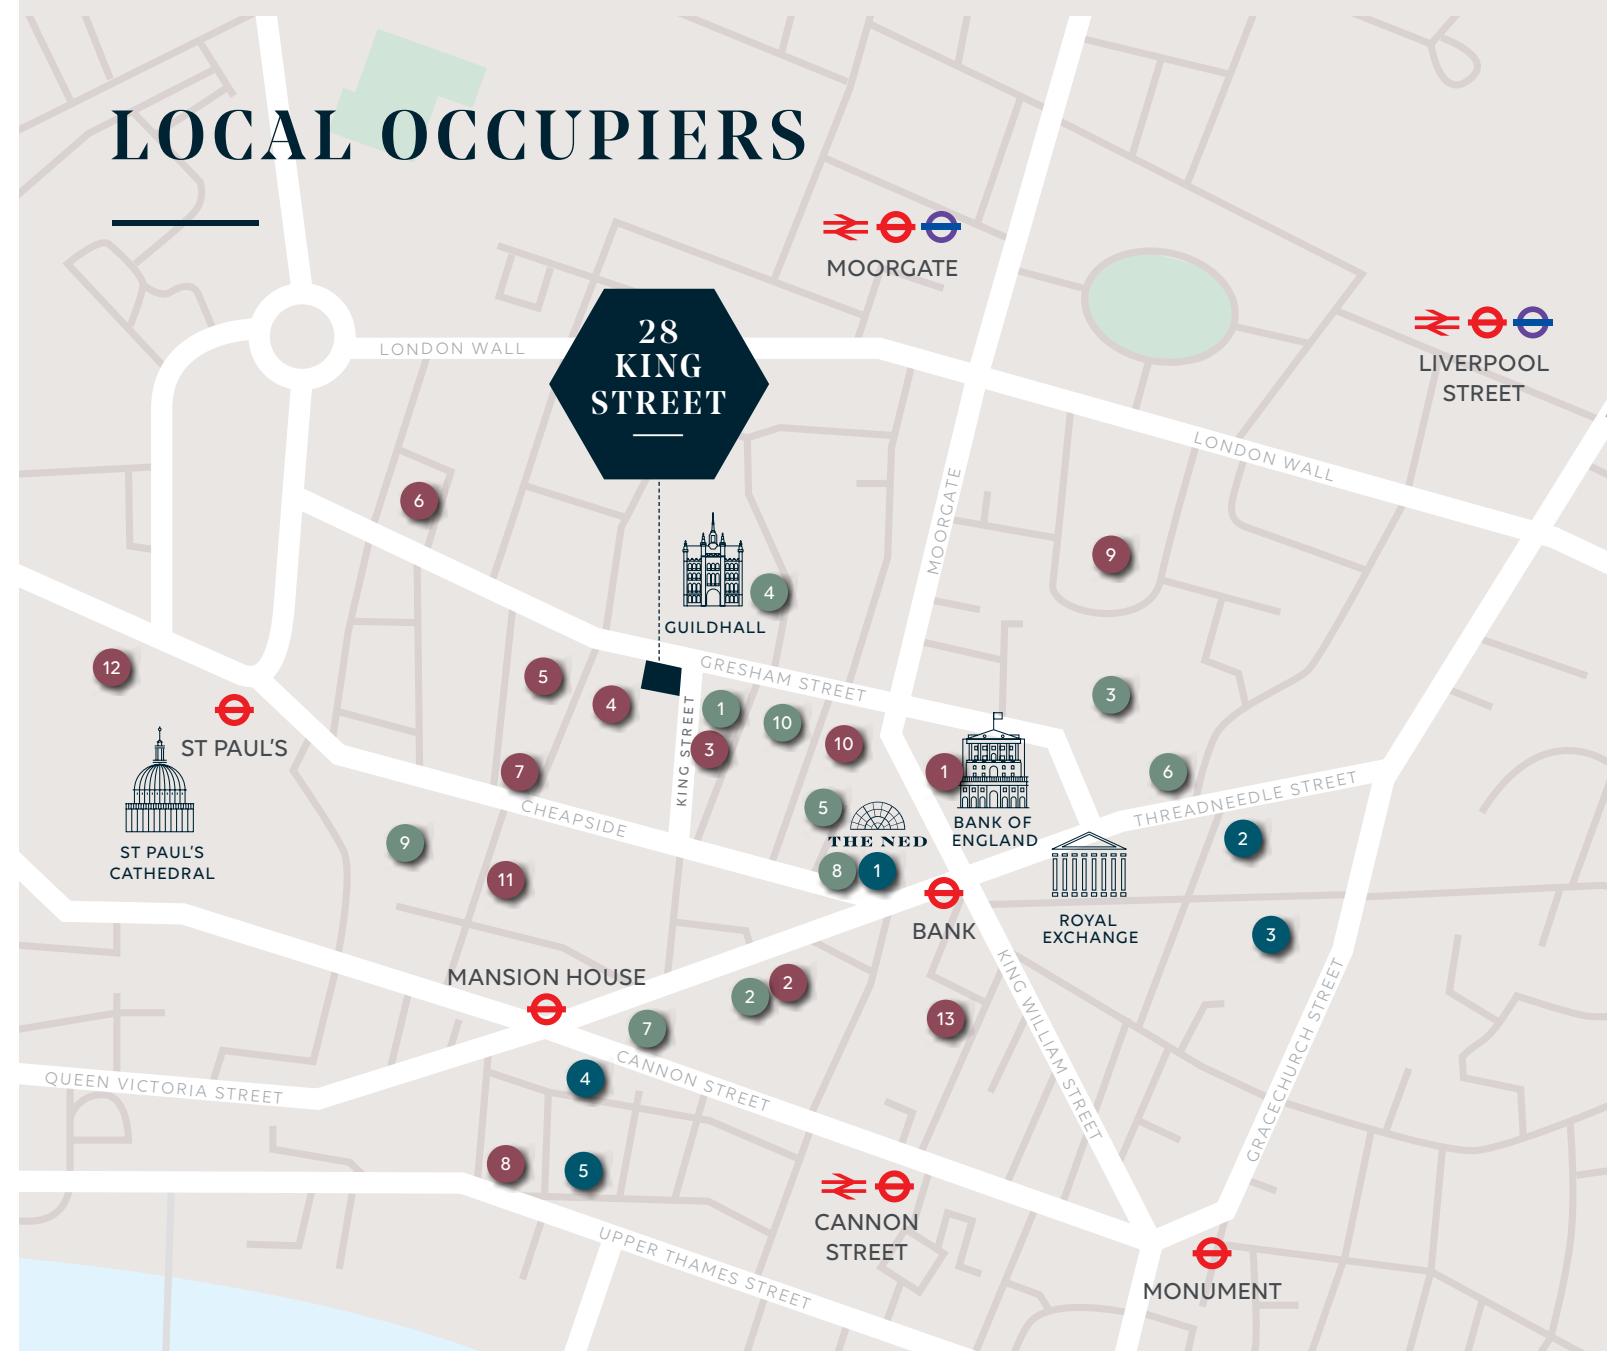 LOCAL OCCUPIERS
MOORGATE
LIVERPOOL
STREET
28
KING
STREET
LONDON WALL
LONDON WALL
MOORGATE
6
9
4
GUILDHALL
GRESHAM STREET
12
5
4
1
10
3
10
3
ST PAUL'S
KING STREET
7
1
6
5
CHEAPSIDE
THREADNEEDLE STREET
BANK OF
ENGLAND
THE NED
2
9
ST PAUL'S
CATHEDRAL
11
8
1
BANK
ROYAL
EXCHANGE
3
MANSION HOUSE
2
2
7
13
KING WILLIAM STREET
GRACECHURCH STREET
CANNON STREET
QUEEN VICTORIA STREET
4
8
5
CANNON
STREET
UPPER THAMES STREET
MONUMENT